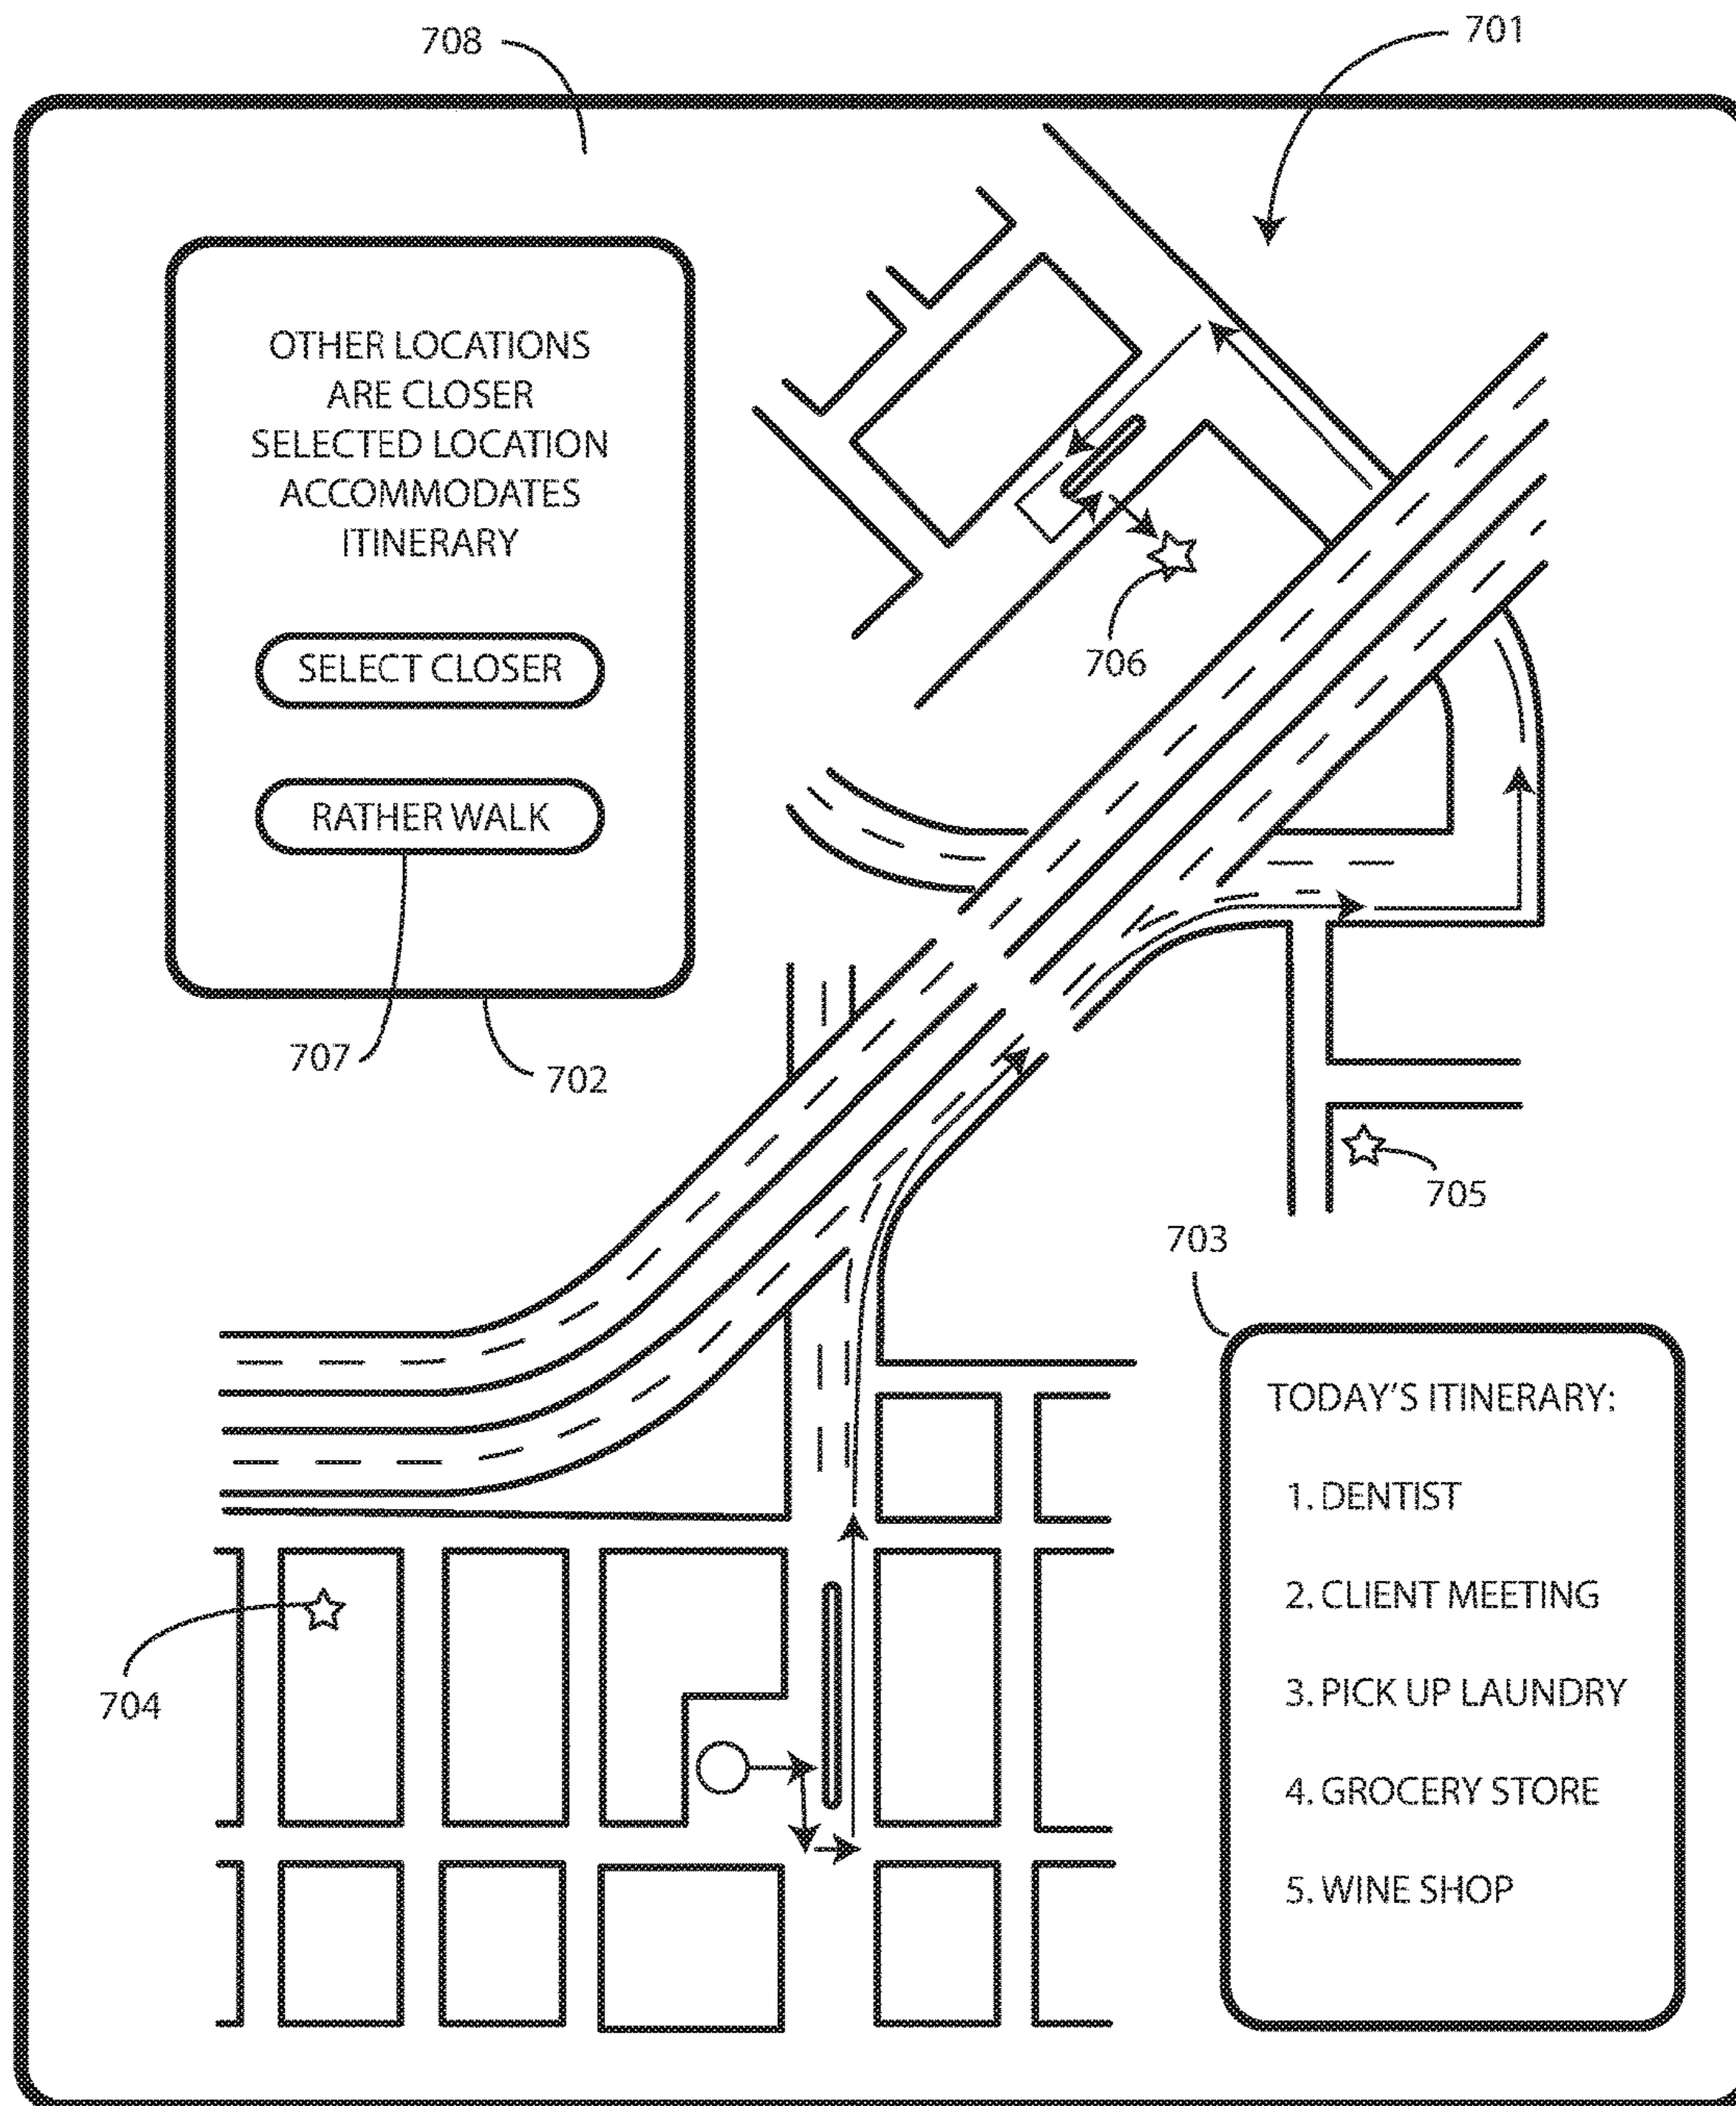 708
701
OTHER LOCATIONS
ARE CLOSER
SELECTED LOCATION
ACCOMMODATES
ITINERARY
SELECT CLOSER
RATHER WALK
707
702
706
705
703
TODAY'S ITINERARY:
1. DENTIST
2. CLIENT MEETING
3. PICK UP LAUNDRY
4. GROCERY STORE
5. WINE SHOP
704